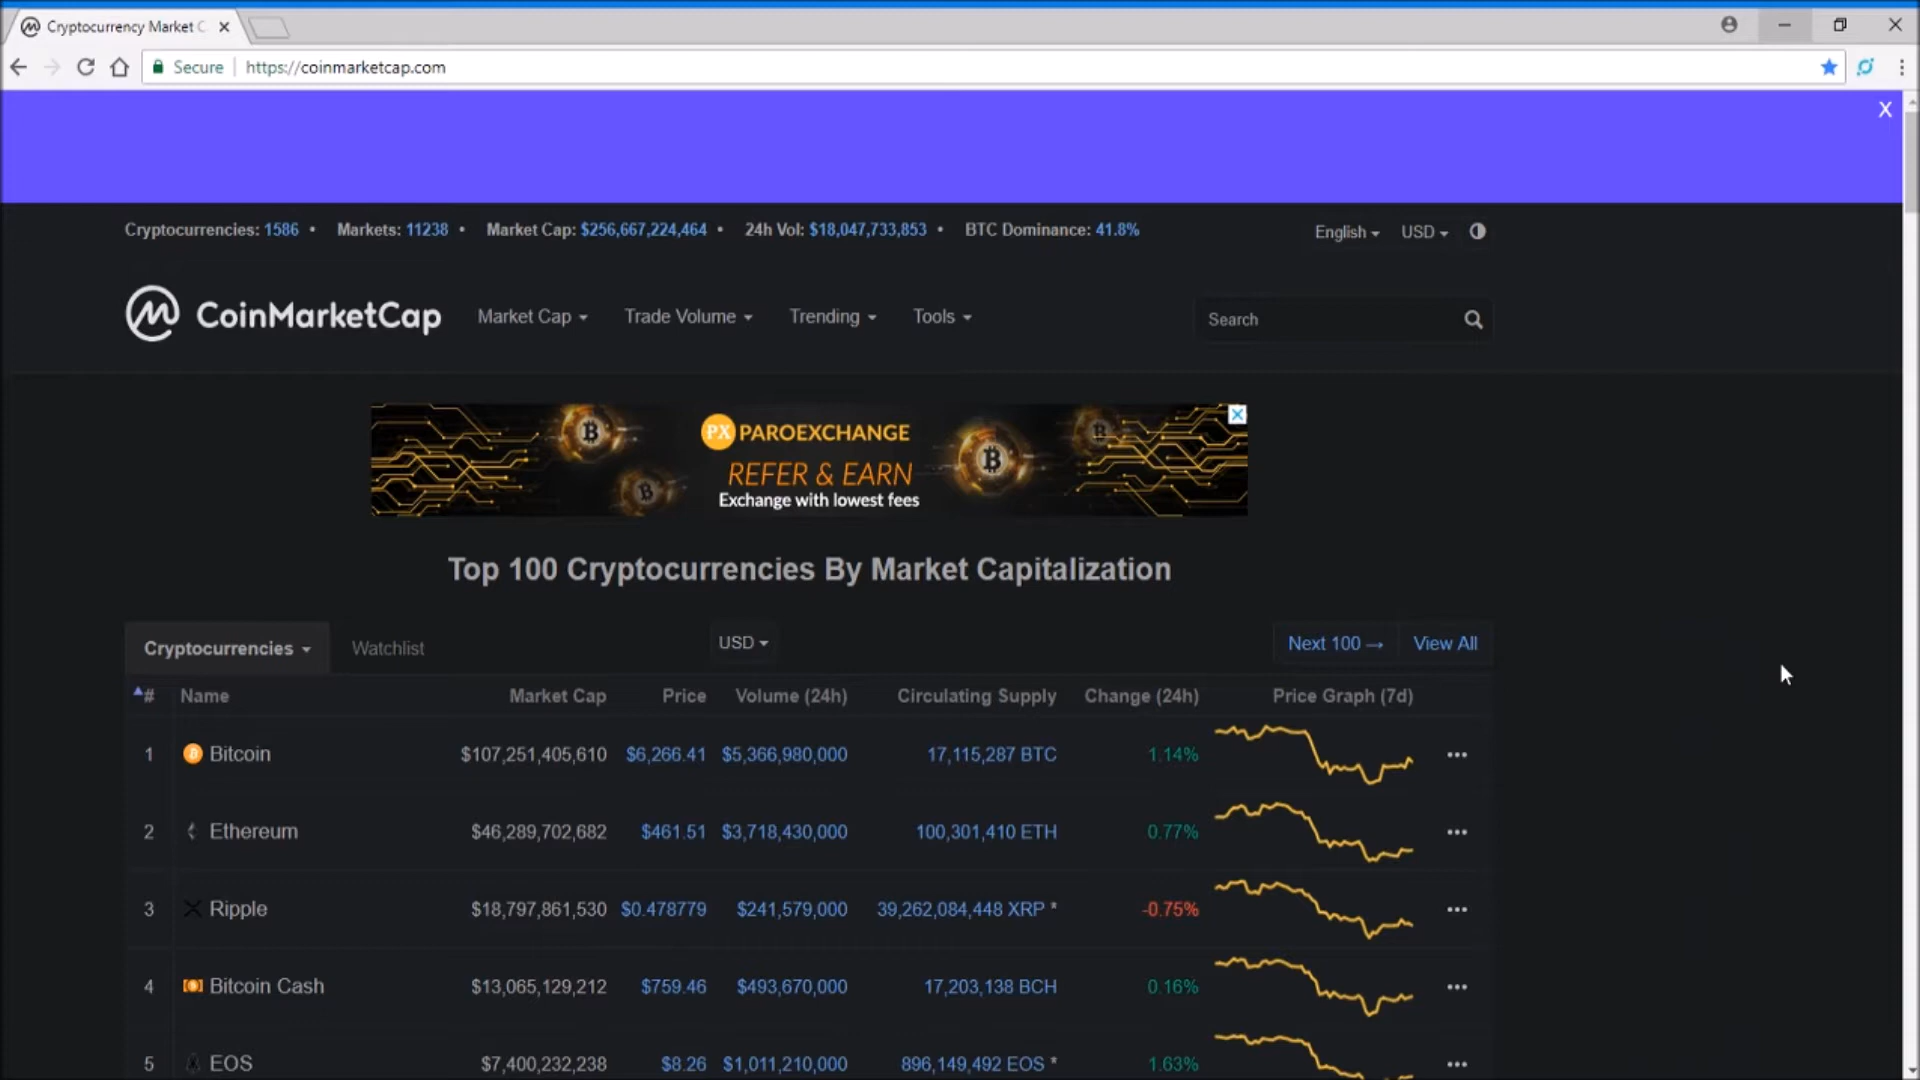 Cryptocurrency Market C
Secure https://coinmarketcap.com
X
Cryptocurrencies: 1586 • Markets: 11238 • Market Cap: $256,667,224,464 • 24h Vol: $18,047,733,853 • BTC Dominance: 41.8% English USD
CoinMarketCap Market Cap Trade Volume Trending Tools Search
PX PAROEXCHANGE
REFER & EARN
Exchange with lowest fees
Top 100 Cryptocurrencies By Market Capitalization
Cryptocurrencies Watchlist USD Next 100 → View All
# Name Market Cap Price Volume (24h) Circulating Supply Change (24h) Price Graph (7d)
1 Bitcoin $107,251,405,610 $6,266.41 $5,366,980,000 17,115,287 BTC 1.14%
2 Ethereum $46,289,702,682 $461.51 $3,718,430,000 100,301,410 ETH 0.77%
3 Ripple $18,797,861,530 $0.478779 $241,579,000 39,262,084,448 XRP * -0.75%
4 Bitcoin Cash $13,065,129,212 $759.46 $493,670,000 17,203,138 BCH 0.16%
5 EOS $7,400,232,238 $8.26 $1,011,210,000 896,149,492 EOS * 1.63%